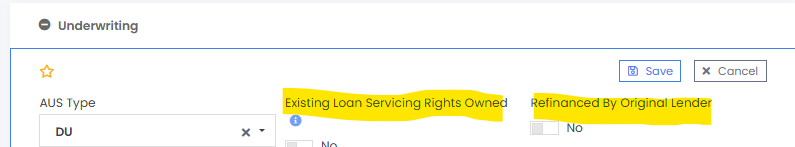 Underwriting
Save
Cancel
AUS Type
Existing Loan Servicing Rights Owned
Refinanced By Original Lender
DU
No
No